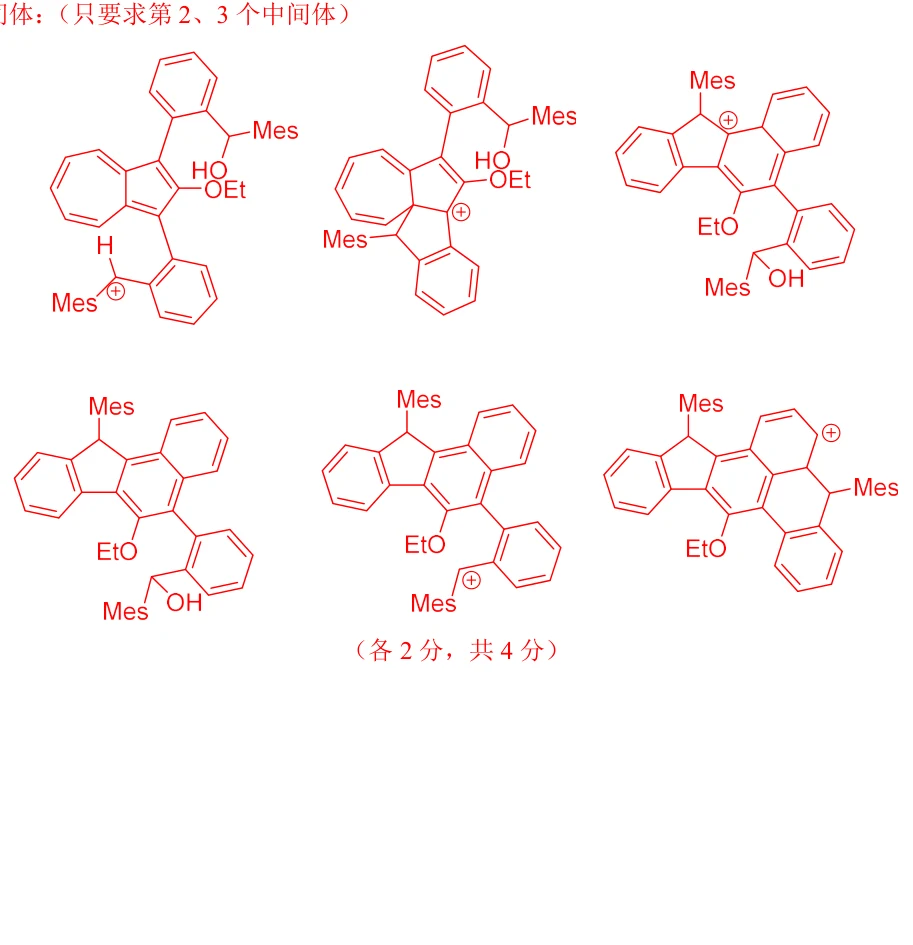 间体：（只要求第 2、3 个中间体）
Mes
HO
OEt
H
Mes
Mes
HO
OEt
Mes
Mes
EtO
Mes
OH
Mes
EtO
Mes
OH
Mes
EtO
Mes
Mes
Mes
EtO
（各 2 分，共 4 分）